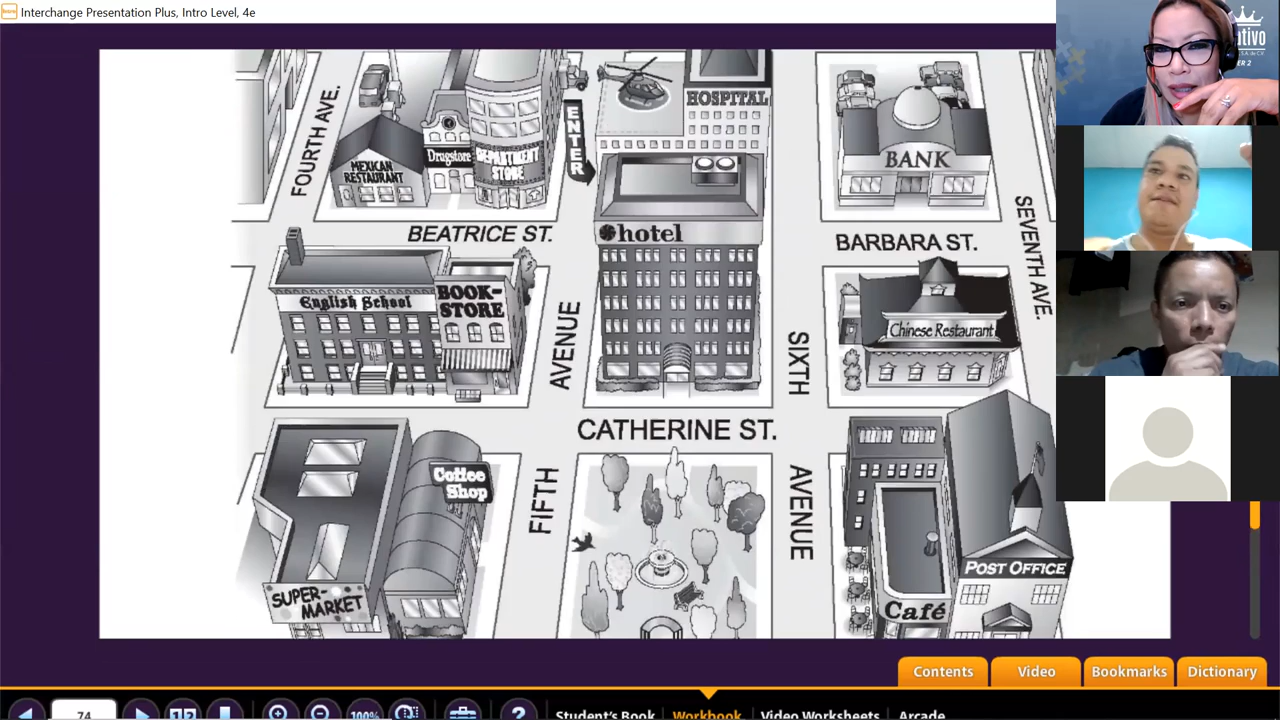 Interchange Presentation Plus, Intro Level, 4e
FOURTH AVE.
MEXICAN
RESTAURANT
Drugstore
DEPARTMENT
STORE
ENTER
HOSPITAL
BANK
SEVENTH AVE.
BEATRICE ST.
hotel
BARBARA ST.
English School
BOOK-
STORE
AVENUE
SIXTH
Chinese Restaurant
CATHERINE ST.
Coffee
Shop
FIFTH
AVENUE
SUPER-
MARKET
Café
POST OFFICE
Contents
Video
Bookmarks
Dictionary
74
100%
?
Student's Book
Workbook
Video Worksheets
Arcade